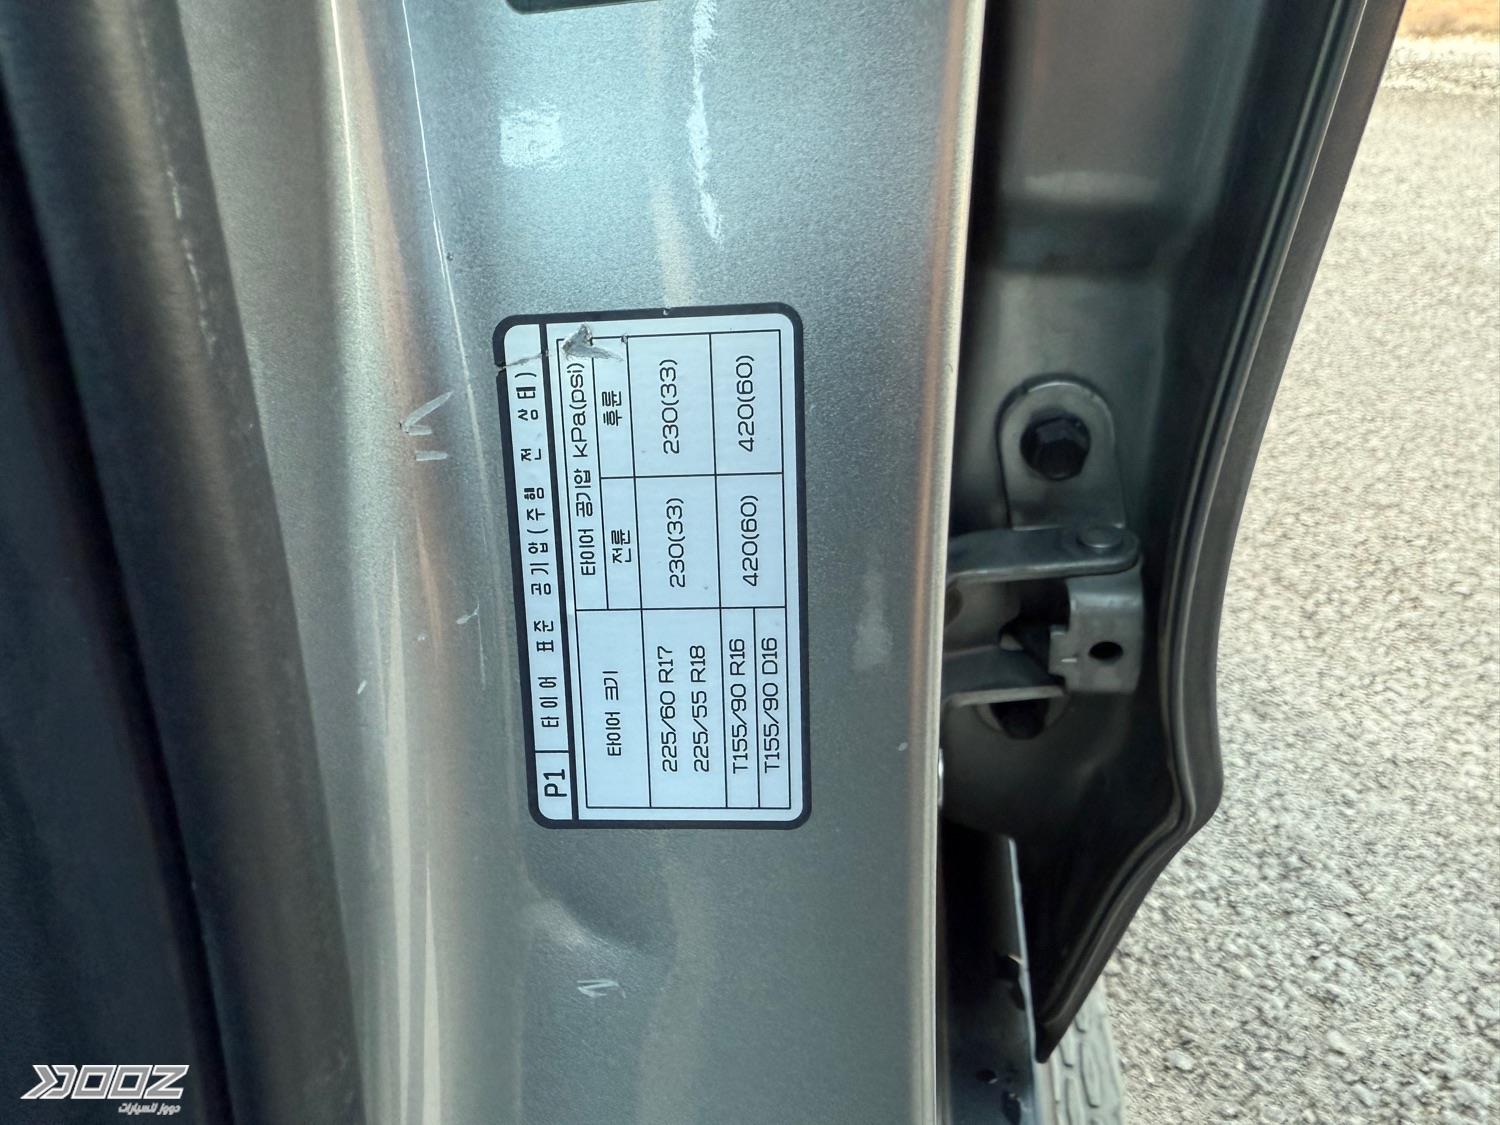 P1 타이어 표준 공기압(주행 전 상태)
타이어 크기 타이어 공기압 kPa(psi)
전륜 후륜
225/60 R17 230(33) 230(33)
225/55 R18
T155/90 R16 420(60) 420(60)
T155/90 D16
DOOZ
دووز للسيارات